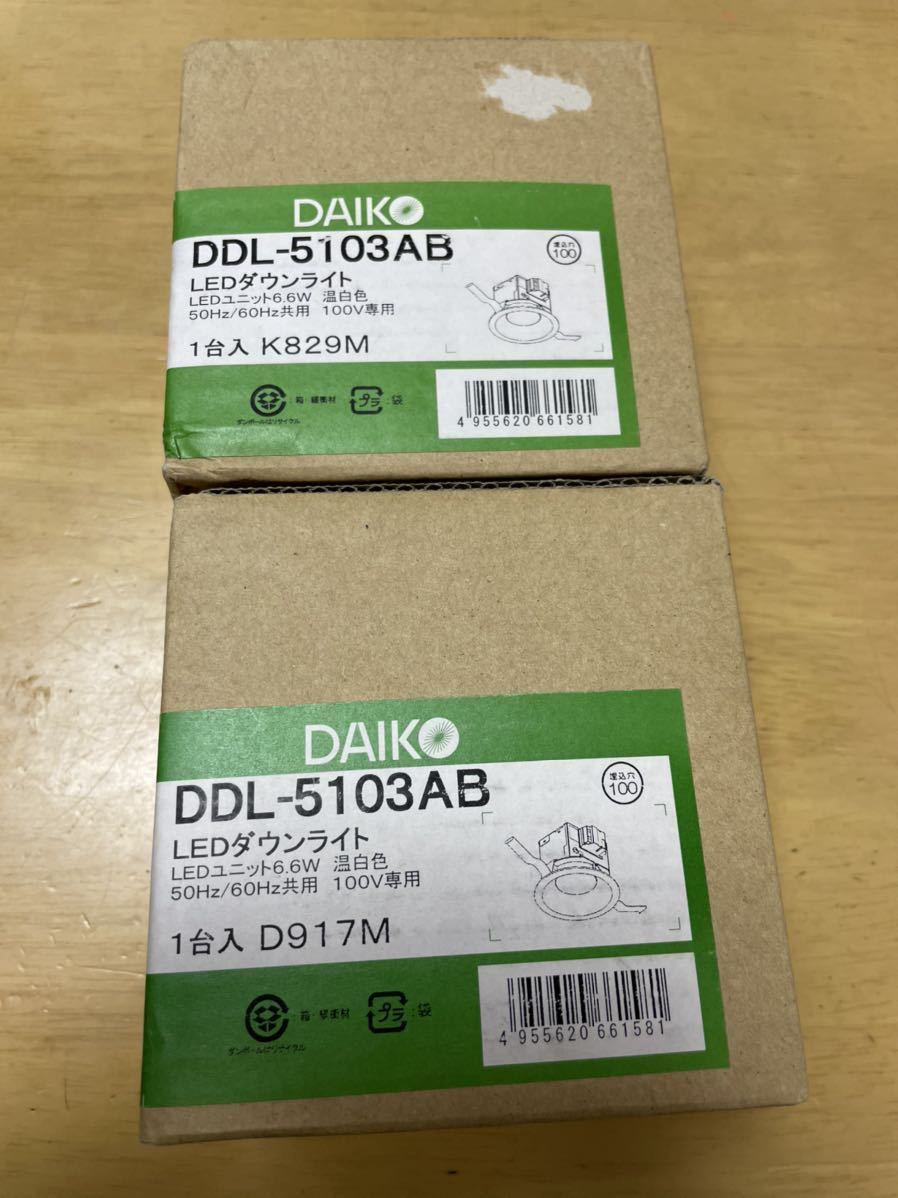 DAIKO
DDL-5103AB
埋込穴
100
LEDダウンライト
LEDユニット6.6W 温白色
50Hz/60Hz共用 100V専用
1台入 K829M
箱・緩衝材
プラ:袋
ダンボールはリサイクル
4 955620 661581
DAIKO
DDL-5103AB
埋込穴
100
LEDダウンライト
LEDユニット6.6W 温白色
50Hz/60Hz共用 100V専用
1台入 D917M
:箱・緩衝材
プラ:袋
ダンボールはリサイクル
4 955620 661581